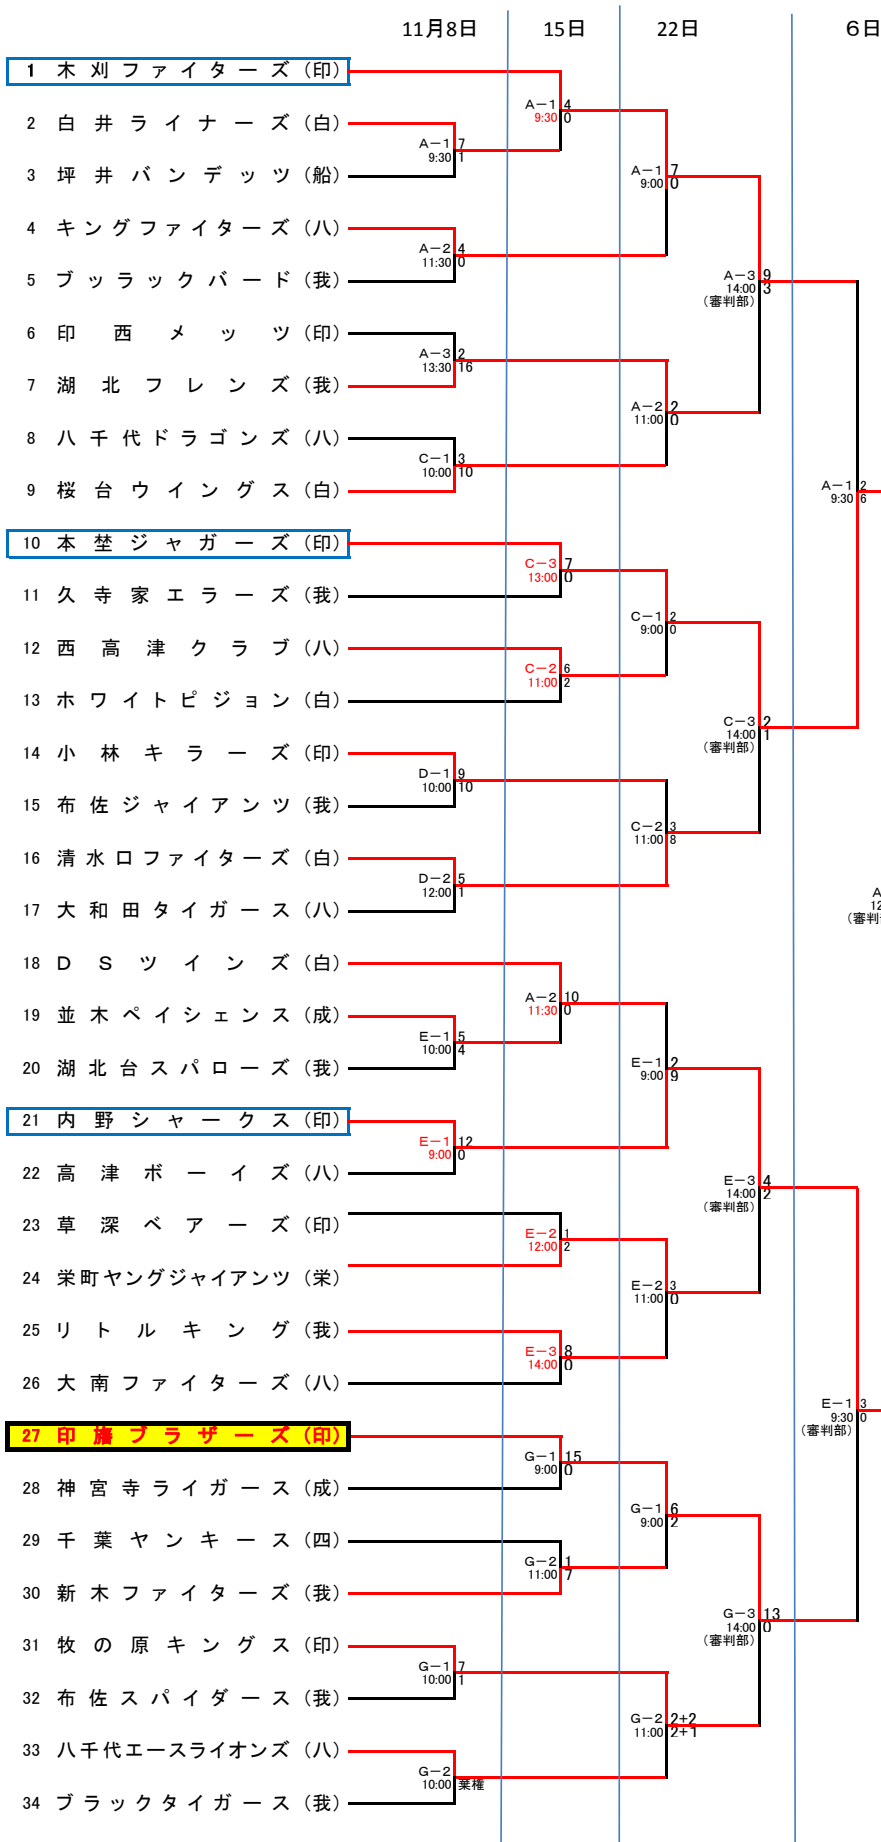 11月8日 15日 22日 6日
1 木刈ファイターズ(印)
A-1 4
9:30 0
2 白井ライナーズ(白)
A-1 7
9:30 1
3 坪井バンデッツ(船)
A-1 7
9:00 0
4 キングファイターズ(八)
A-2 4
11:30 0
5 ブッラックバード(我)
A-3 9
14:00 3
(審判部)
6 印西メッツ(印)
A-3 2
13:30 16
7 湖北フレンズ(我)
A-2 2
11:00 0
8 八千代ドラゴンズ(八)
C-1 3
10:00 10
9 桜台ウイングス(白)
A-1 2
9:30 6
10 本埜ジャガーズ(印)
C-3 7
13:00 0
11 久寺家エラーズ(我)
C-1 2
9:00 0
12 西高津クラブ(八)
C-2 6
11:00 2
13 ホワイトピジョン(白)
C-3 2
14:00 1
(審判部)
14 小林キラーズ(印)
D-1 9
10:00 10
15 布佐ジャイアンツ(我)
C-2 3
11:00 8
16 清水口ファイターズ(白)
D-2 5
12:00 1
17 大和田タイガース(八)
A
12
(審判
18 DSツインズ(白)
A-2 10
11:30 0
19 並木ペイシェンス(成)
E-1 5
10:00 4
20 湖北台スパローズ(我)
E-1 2
9:00 9
21 内野シャークス(印)
E-1 12
9:00 0
22 高津ボーイズ(八)
E-3 4
14:00 2
(審判部)
23 草深ベアーズ(印)
E-2 1
12:00 2
24 栄町ヤングジャイアンツ(栄)
E-2 3
11:00 0
25 リトルキング(我)
E-3 8
14:00 0
26 大南ファイターズ(八)
E-1 3
9:30 0
(審判部)
27 印旛ブラザーズ(印)
G-1 15
9:00 0
28 神宮寺ライガース(成)
G-1 6
9:00 2
29 千葉ヤンキース(四)
G-2 1
11:00 7
30 新木ファイターズ(我)
G-3 13
14:00 0
(審判部)
31 牧の原キングス(印)
G-1 7
10:00 1
32 布佐スパイダース(我)
G-2 2+2
11:00 2+1
33 八千代エースライオンズ(八)
G-2
10:00 棄権
34 ブラックタイガース(我)